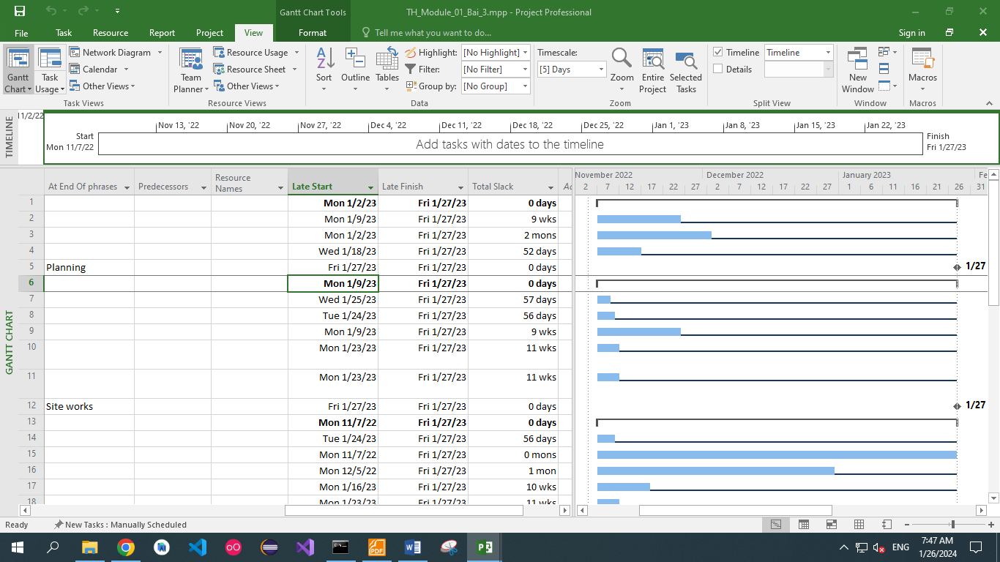 Gantt Chart Tools
TH_Module_01_Bai_3.mpp - Project Professional
File
Task
Resource
Report
Project
View
Format
Tell me what you want to do...
Sign in
Gantt Chart
Task Usage
Network Diagram
Calendar
Other Views
Task Views
Team Planner
Resource Usage
Resource Sheet
Other Views
Resource Views
Sort
Outline
Tables
Highlight: [No Highlight]
Filter: [No Filter]
Group by: [No Group]
Data
Timescale:
[5] Days
Zoom
Entire Project
Selected Tasks
Zoom
Timeline Timeline
Details
Split View
New Window
Window
Macros
Macros
TIMELINE
11/2/22
Nov 13, '22 Nov 20, '22 Nov 27, '22 Dec 4, '22 Dec 11, '22 Dec 18, '22 Dec 25, '22 Jan 1, '23 Jan 8, '23 Jan 15, '23 Jan 22, '23
Start
Mon 11/7/22
Add tasks with dates to the timeline
Finish
Fri 1/27/23
GANTT CHART
At End Of phrases Predecessors Resource Names Late Start Late Finish Total Slack Ac
November 2022 December 2022 January 2023 Fe
2 7 12 17 22 27 2 7 12 17 22 27 1 6 11 16 21 26 31
1 Mon 1/2/23 Fri 1/27/23 0 days
2 Mon 1/9/23 Fri 1/27/23 9 wks
3 Mon 1/2/23 Fri 1/27/23 2 mons
4 Wed 1/18/23 Fri 1/27/23 52 days
5 Planning Fri 1/27/23 Fri 1/27/23 0 days 1/27
6 Mon 1/9/23 Fri 1/27/23 0 days
7 Wed 1/25/23 Fri 1/27/23 57 days
8 Tue 1/24/23 Fri 1/27/23 56 days
9 Mon 1/9/23 Fri 1/27/23 9 wks
10 Mon 1/23/23 Fri 1/27/23 11 wks
11 Mon 1/23/23 Fri 1/27/23 11 wks
12 Site works Fri 1/27/23 Fri 1/27/23 0 days 1/27
13 Mon 11/7/22 Fri 1/27/23 0 days
14 Tue 1/24/23 Fri 1/27/23 56 days
15 Mon 11/7/22 Fri 1/27/23 0 mons
16 Mon 12/5/22 Fri 1/27/23 1 mon
17 Mon 1/16/23 Fri 1/27/23 10 wks
18 Mon 1/23/23 Fri 1/27/23 11 wks
Ready
New Tasks : Manually Scheduled
ENG
7:47 AM
1/26/2024